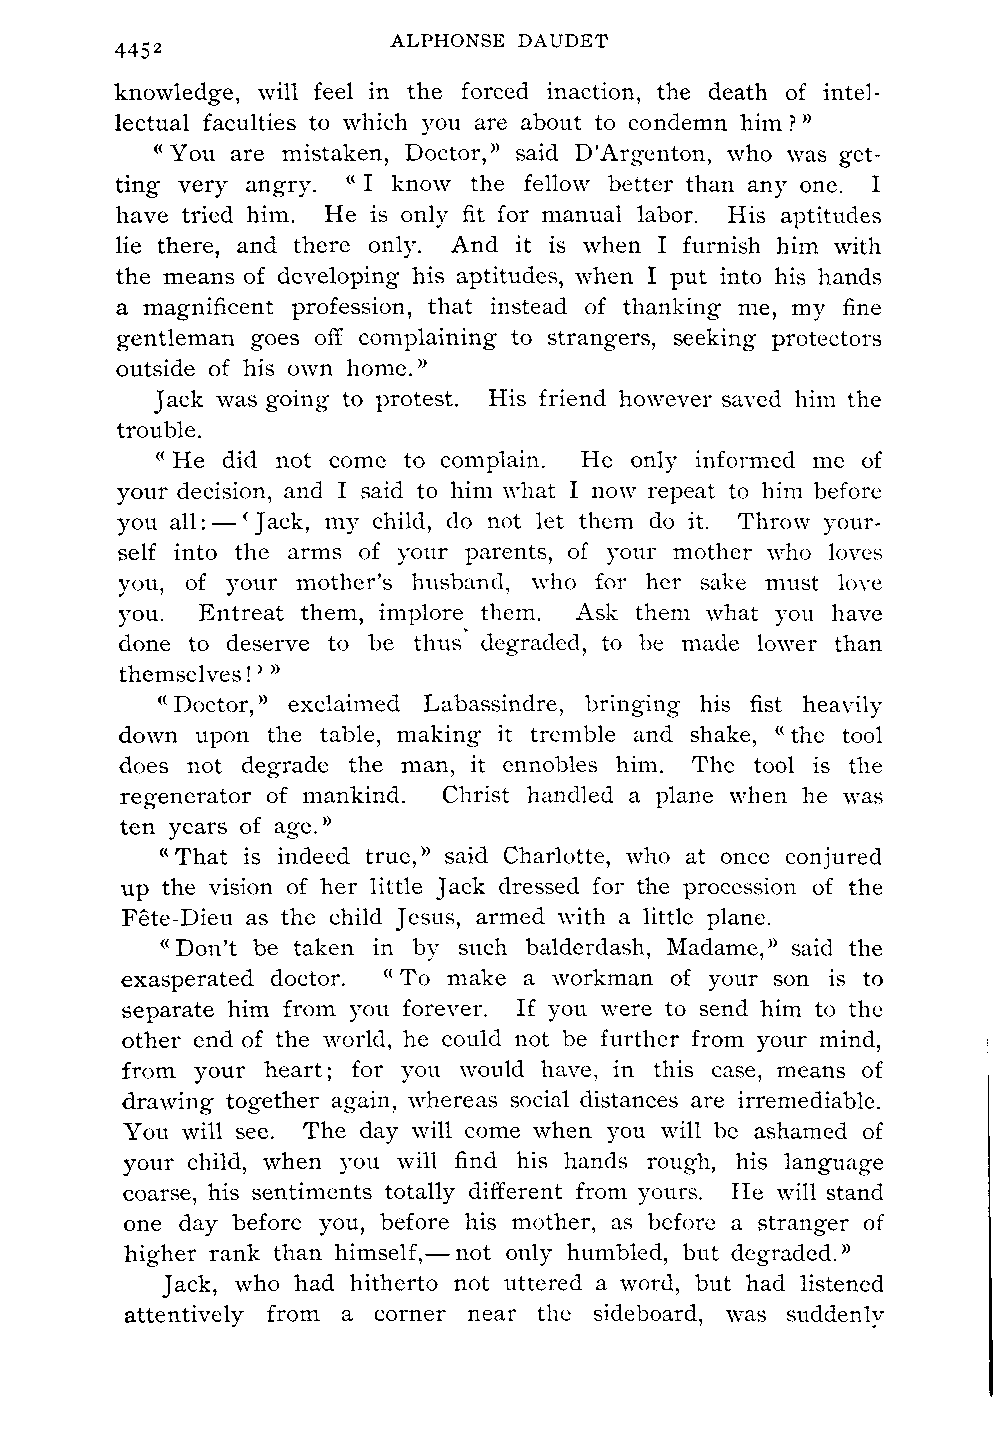 4452
ALPHONSE DAUDET
knowledge, will feel in the forced inaction, the death of intel-
lectual faculties to which you are about to condemn him?"
"You are mistaken, Doctor," said D'Argenton, who was get-
ting very angry. "I know the fellow better than any one. I
have tried him. He is only fit for manual labor. His aptitudes
lie there, and there only. And it is when I furnish him with
the means of developing his aptitudes, when I put into his hands
a magnificent profession, that instead of thanking me, my fine
gentleman goes off complaining to strangers, seeking protectors
outside of his own home."
Jack was going to protest. His friend however saved him the
trouble.
"He did not come to complain. He only informed me of
your decision, and I said to him what I now repeat to him before
you all:—'Jack, my child, do not let them do it. Throw your-
self into the arms of your parents, of your mother who loves
you, of your mother's husband, who for her sake must love
you. Entreat them, implore them. Ask them what you have
done to deserve to be thus degraded, to be made lower than
themselves!'"
"Doctor," exclaimed Labassindre, bringing his fist heavily
down upon the table, making it tremble and shake, "the tool
does not degrade the man, it ennobles him. The tool is the
regenerator of mankind. Christ handled a plane when he was
ten years of age."
"That is indeed true," said Charlotte, who at once conjured
up the vision of her little Jack dressed for the procession of the
Fête-Dieu as the child Jesus, armed with a little plane.
"Don't be taken in by such balderdash, Madame," said the
exasperated doctor. "To make a workman of your son is to
separate him from you forever. If you were to send him to the
other end of the world, he could not be further from your mind,
from your heart; for you would have, in this case, means of
drawing together again, whereas social distances are irremediable.
You will see. The day will come when you will be ashamed of
your child, when you will find his hands rough, his language
coarse, his sentiments totally different from yours. He will stand
one day before you, before his mother, as before a stranger of
higher rank than himself,—not only humbled, but degraded."
Jack, who had hitherto not uttered a word, but had listened
attentively from a corner near the sideboard, was suddenly